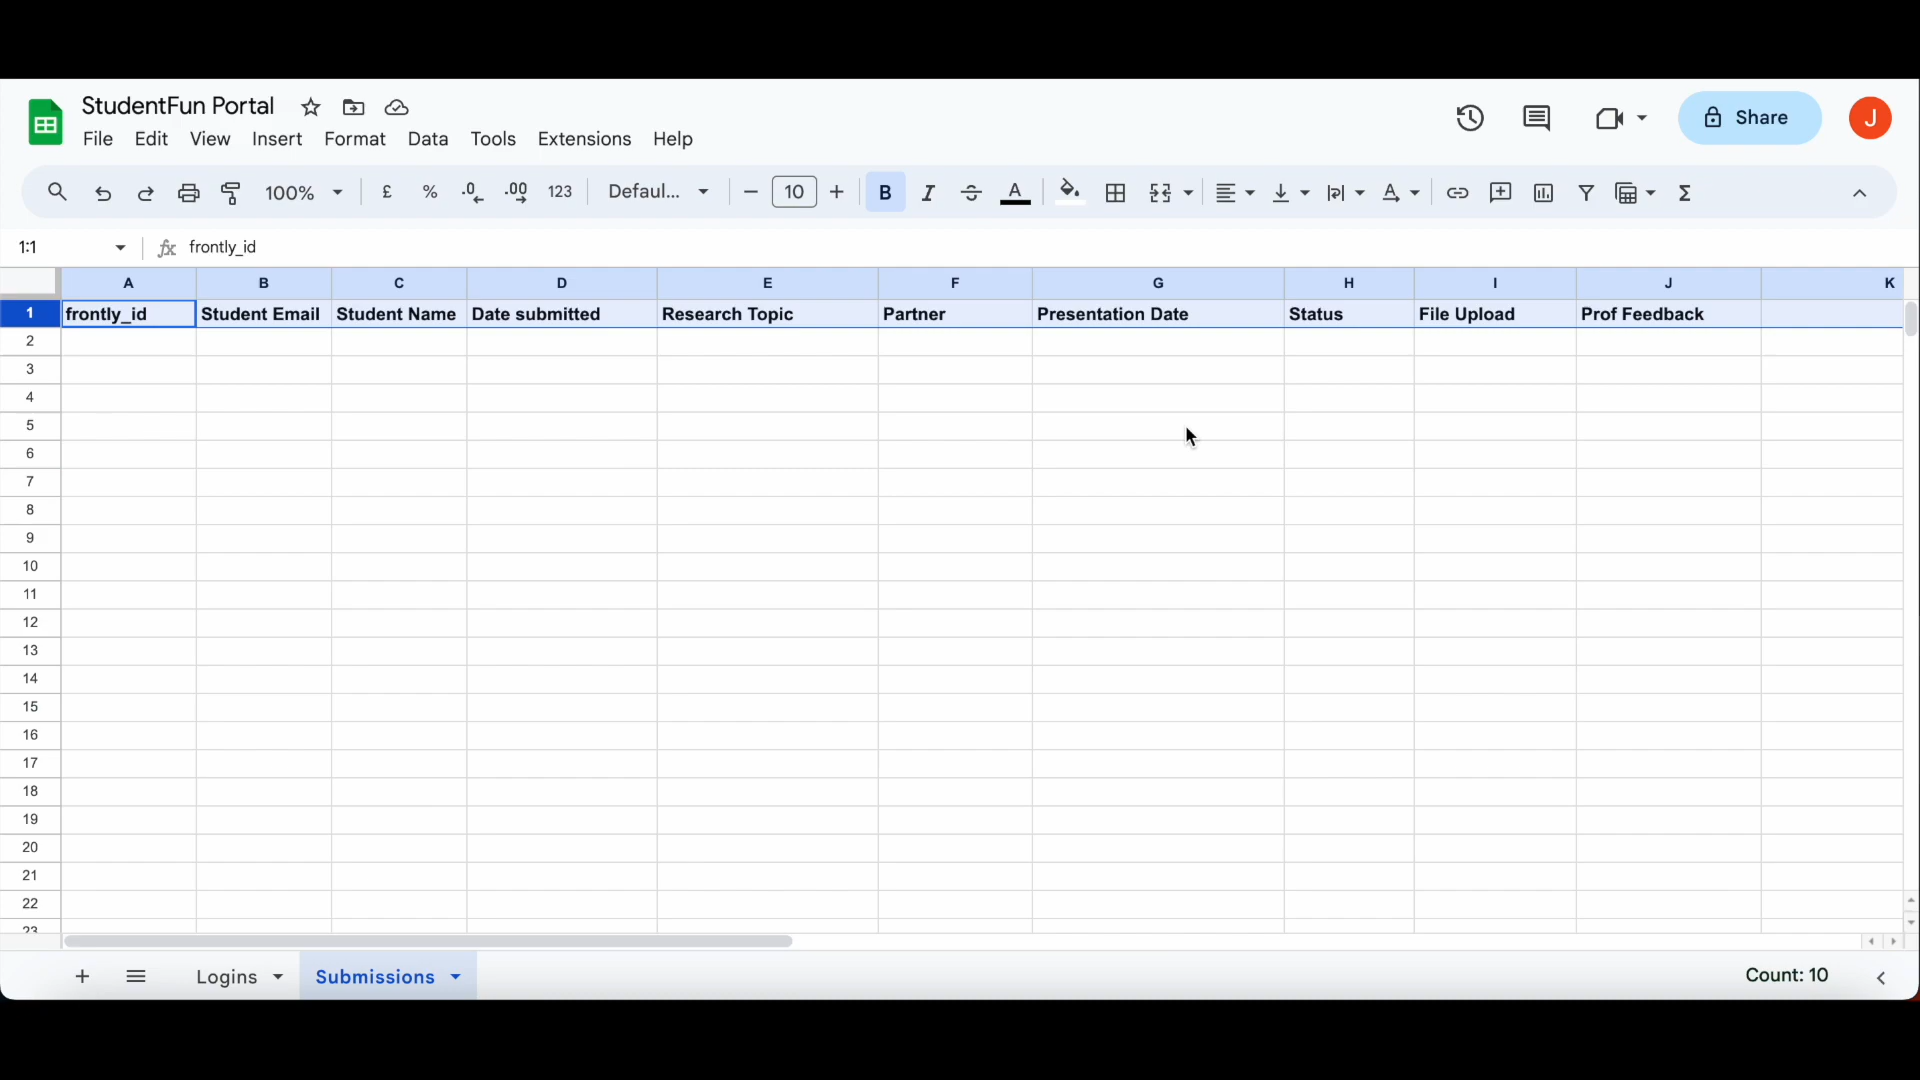 StudentFun Portal
File Edit View Insert Format Data Tools Extensions Help
Share
J
100% £ % .0 .00 123 Defaul... 10 B I A A Σ
1:1 fx frontly_id
A B C D E F G H I J K
1 frontly_id Student Email Student Name Date submitted Research Topic Partner Presentation Date Status File Upload Prof Feedback
2
3
4
5
6
7
8
9
10
11
12
13
14
15
16
17
18
19
20
21
22
23
Logins Submissions Count: 10